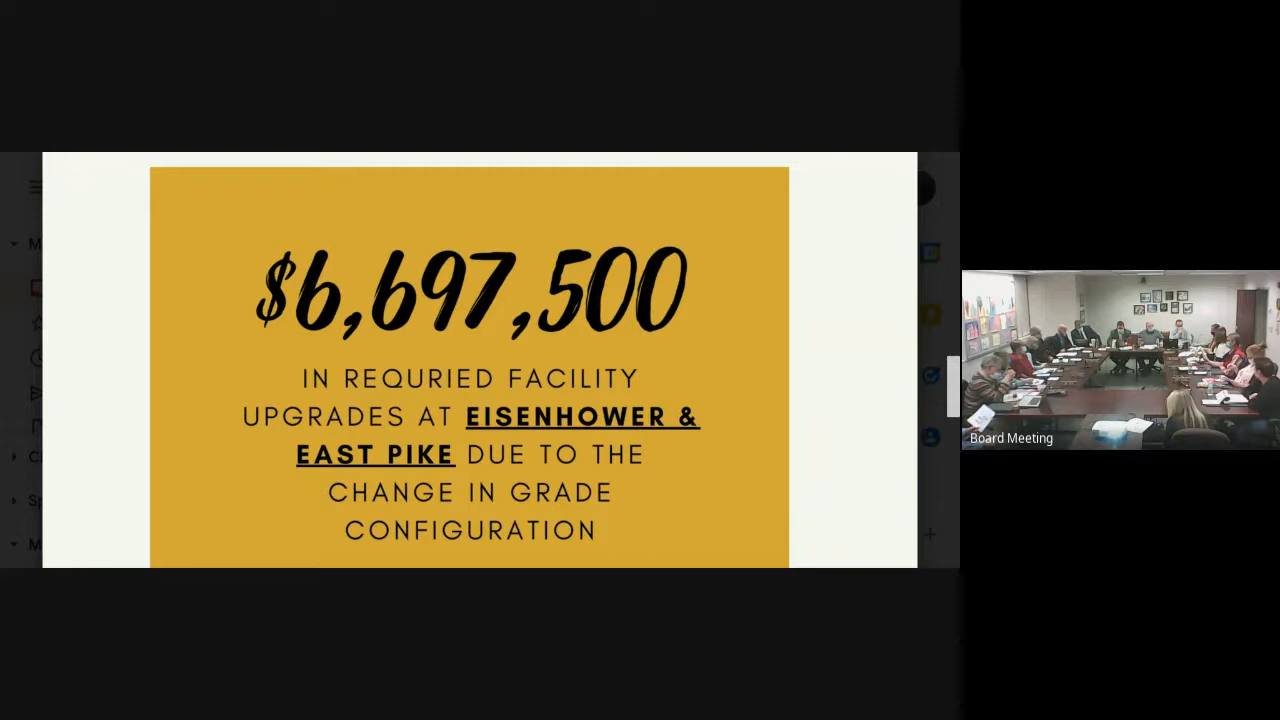 $6,697,500
IN REQURIED FACILITY
UPGRADES AT EISENHOWER &
EAST PIKE DUE TO THE
CHANGE IN GRADE
CONFIGURATION
Board Meeting